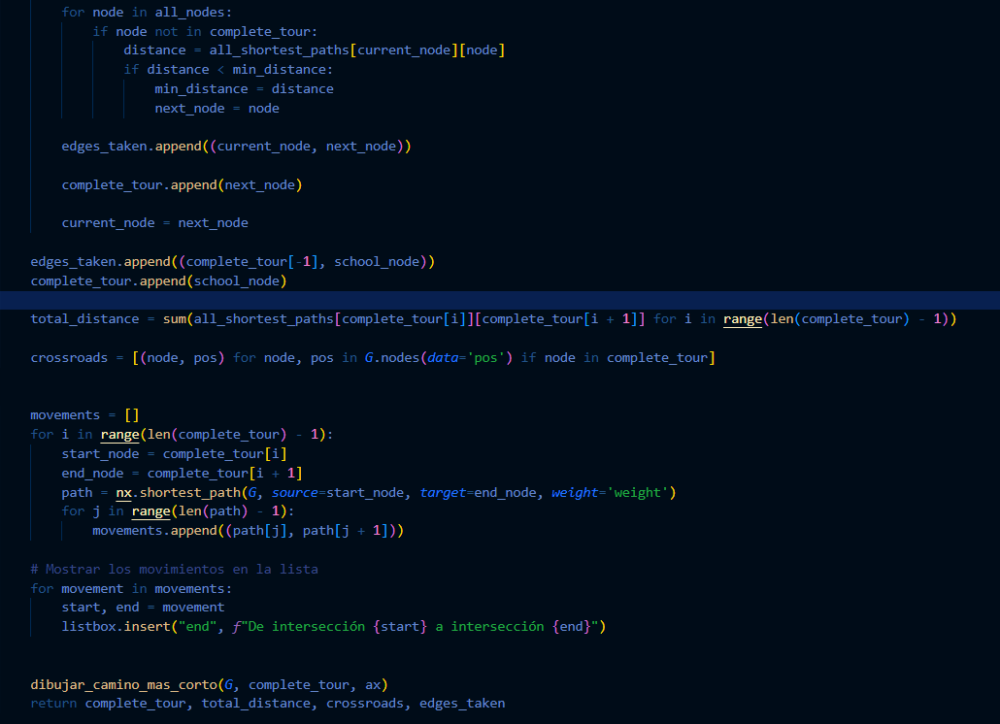 for node in all_nodes:
if node not in complete_tour:
distance = all_shortest_paths[current_node][node]
if distance < min_distance:
min_distance = distance
next_node = node
edges_taken.append((current_node, next_node))
complete_tour.append(next_node)
current_node = next_node
edges_taken.append((complete_tour[-1], school_node))
complete_tour.append(school_node)
total_distance = sum(all_shortest_paths[complete_tour[i]][complete_tour[i + 1]] for i in range(len(complete_tour) - 1))
crossroads = [(node, pos) for node, pos in G.nodes(data='pos') if node in complete_tour]
movements = []
for i in range(len(complete_tour) - 1):
start_node = complete_tour[i]
end_node = complete_tour[i + 1]
path = nx.shortest_path(G, source=start_node, target=end_node, weight='weight')
for j in range(len(path) - 1):
movements.append((path[j], path[j + 1]))
# Mostrar los movimientos en la lista
for movement in movements:
start, end = movement
listbox.insert("end", f"De intersección {start} a intersección {end}")
dibujar_camino_mas_corto(G, complete_tour, ax)
return complete_tour, total_distance, crossroads, edges_taken